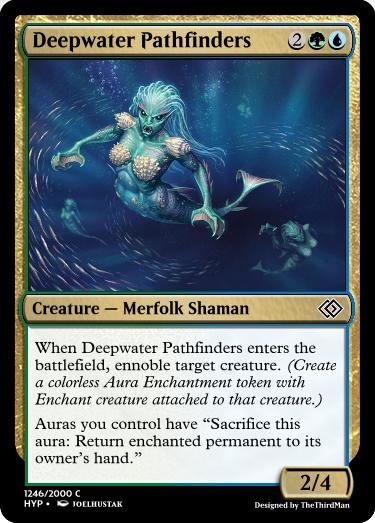 Deepwater Pathfinders 2
Creature — Merfolk Shaman
When Deepwater Pathfinders enters the
battlefield, ennoble target creature. (Create
a colorless Aura Enchantment token with
Enchant creature attached to that creature.)
Auras you control have “Sacrifice this
aura: Return enchanted permanent to its
owner's hand.”
2/4
1246/2000 C
HYP • JOELHUSTAK
Designed by TheThirdMan